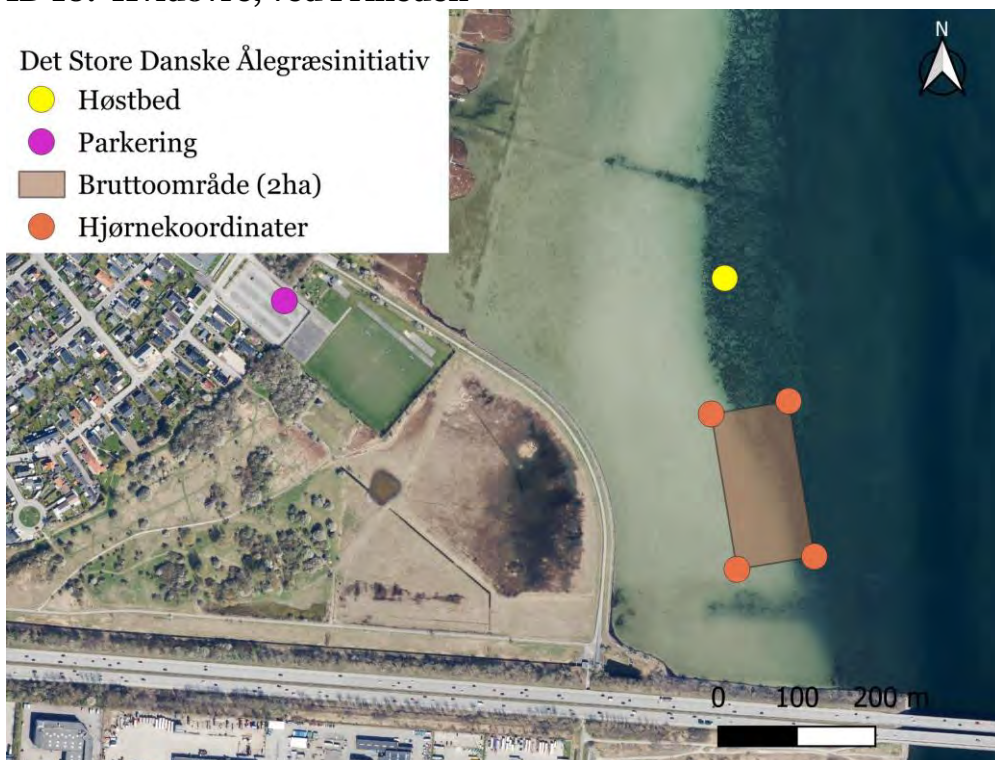 Det Store Danske Ålegræsinitiativ
Høstbed
Parkering
Bruttoområde (2ha)
Hjørnekoordinater
N
0 100 200 m